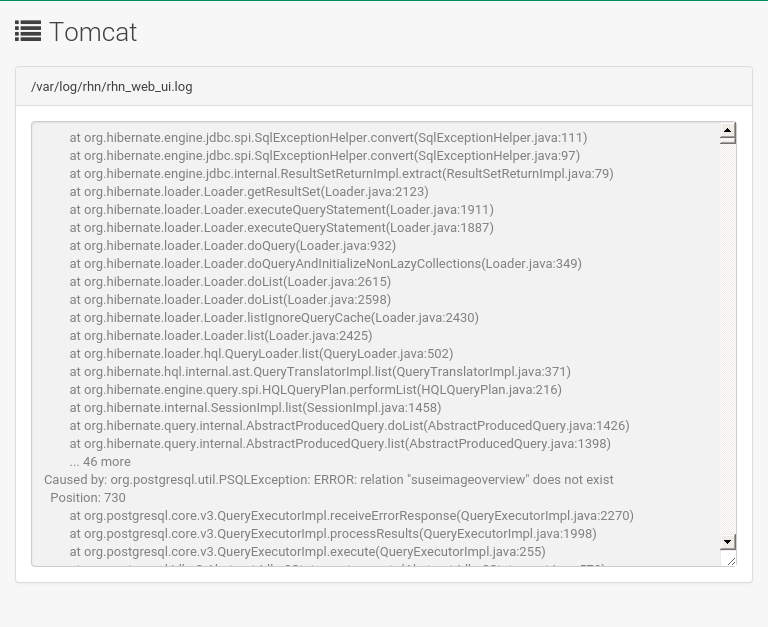 Tomcat
/var/log/rhn/rhn_web_ui.log
at org.hibernate.engine.jdbc.spi.SqlExceptionHelper.convert(SqlExceptionHelper.java:111)
at org.hibernate.engine.jdbc.spi.SqlExceptionHelper.convert(SqlExceptionHelper.java:97)
at org.hibernate.engine.jdbc.internal.ResultSetReturnImpl.extract(ResultSetReturnImpl.java:79)
at org.hibernate.loader.Loader.getResultSet(Loader.java:2123)
at org.hibernate.loader.Loader.executeQueryStatement(Loader.java:1911)
at org.hibernate.loader.Loader.executeQueryStatement(Loader.java:1887)
at org.hibernate.loader.Loader.doQuery(Loader.java:932)
at org.hibernate.loader.Loader.doQueryAndInitializeNonLazyCollections(Loader.java:349)
at org.hibernate.loader.Loader.doList(Loader.java:2615)
at org.hibernate.loader.Loader.doList(Loader.java:2598)
at org.hibernate.loader.Loader.listIgnoreQueryCache(Loader.java:2430)
at org.hibernate.loader.Loader.list(Loader.java:2425)
at org.hibernate.loader.hql.QueryLoader.list(QueryLoader.java:502)
at org.hibernate.hql.internal.ast.QueryTranslatorImpl.list(QueryTranslatorImpl.java:371)
at org.hibernate.engine.query.spi.HQLQueryPlan.performList(HQLQueryPlan.java:216)
at org.hibernate.internal.SessionImpl.list(SessionImpl.java:1458)
at org.hibernate.query.internal.AbstractProducedQuery.doList(AbstractProducedQuery.java:1426)
at org.hibernate.query.internal.AbstractProducedQuery.list(AbstractProducedQuery.java:1398)
... 46 more
Caused by: org.postgresql.util.PSQLException: ERROR: relation "suseimageoverview" does not exist
Position: 730
at org.postgresql.core.v3.QueryExecutorImpl.receiveErrorResponse(QueryExecutorImpl.java:2270)
at org.postgresql.core.v3.QueryExecutorImpl.processResults(QueryExecutorImpl.java:1998)
at org.postgresql.core.v3.QueryExecutorImpl.execute(QueryExecutorImpl.java:255)